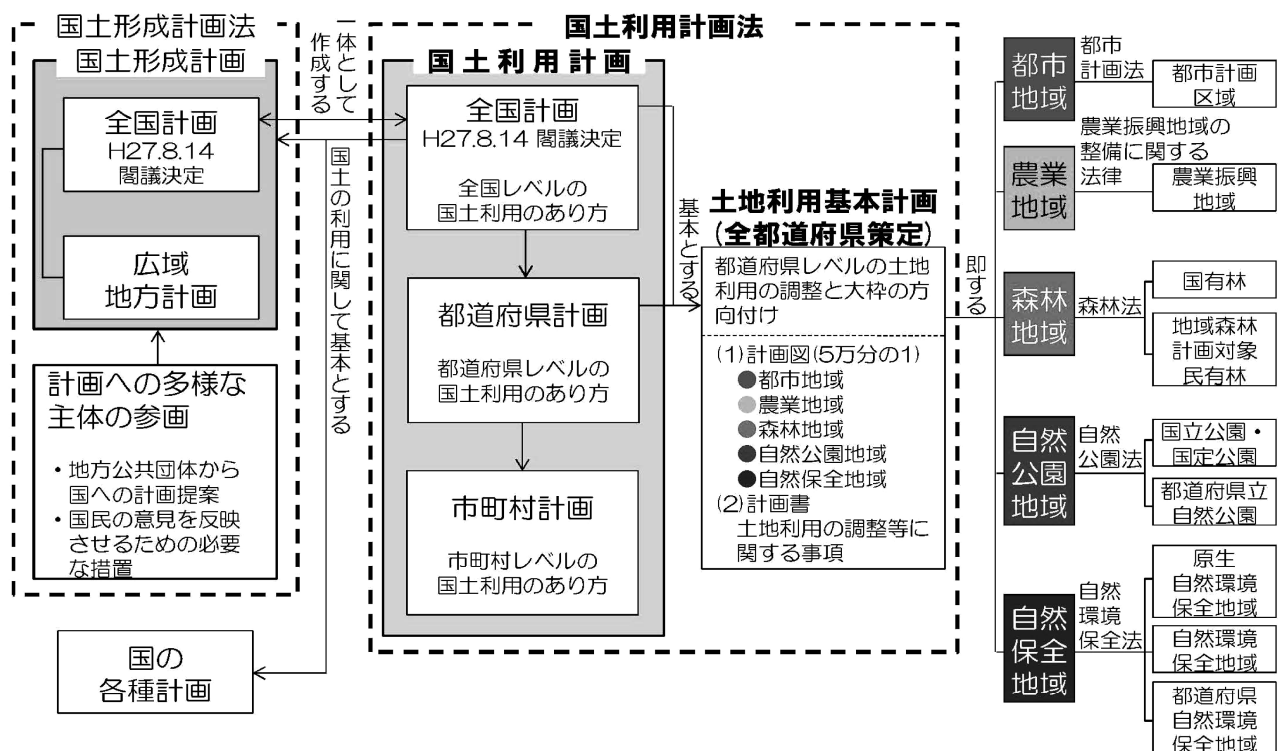 国土形成計画法
国土形成計画
全国計画
H27.8.14
閣議決定
広域
地方計画
計画への多様な
主体の参画
・地方公共団体から
国への計画提案
・国民の意見を反映
させるための必要
な措置
国の
各種計画
一体として
作成する
国土の利用に関して基本とする
国土利用計画法
国土利用計画
全国計画
H27.8.14 閣議決定
全国レベルの
国土利用のあり方
都道府県計画
都道府県レベルの
国土利用のあり方
市町村計画
市町村レベルの
国土利用のあり方
基本とする
土地利用基本計画
(全都道府県策定)
都道府県レベルの土地
利用の調整と大枠の方
向付け
(1)計画図(5万分の1)
●都市地域
●農業地域
●森林地域
●自然公園地域
●自然保全地域
(2)計画書
土地利用の調整等に
関する事項
即する
都市
地域
都市
計画法
都市計画
区域
農業
地域
農業振興地域の
整備に関する
法律
農業振興
地域
森林
地域
森林法
国有林
地域森林
計画対象
民有林
自然
公園
地域
自然
公園法
国立公園・
国定公園
都道府県立
自然公園
自然
保全
地域
自然
環境
保全法
原生
自然環境
保全地域
自然環境
保全地域
都道府県
自然環境
保全地域